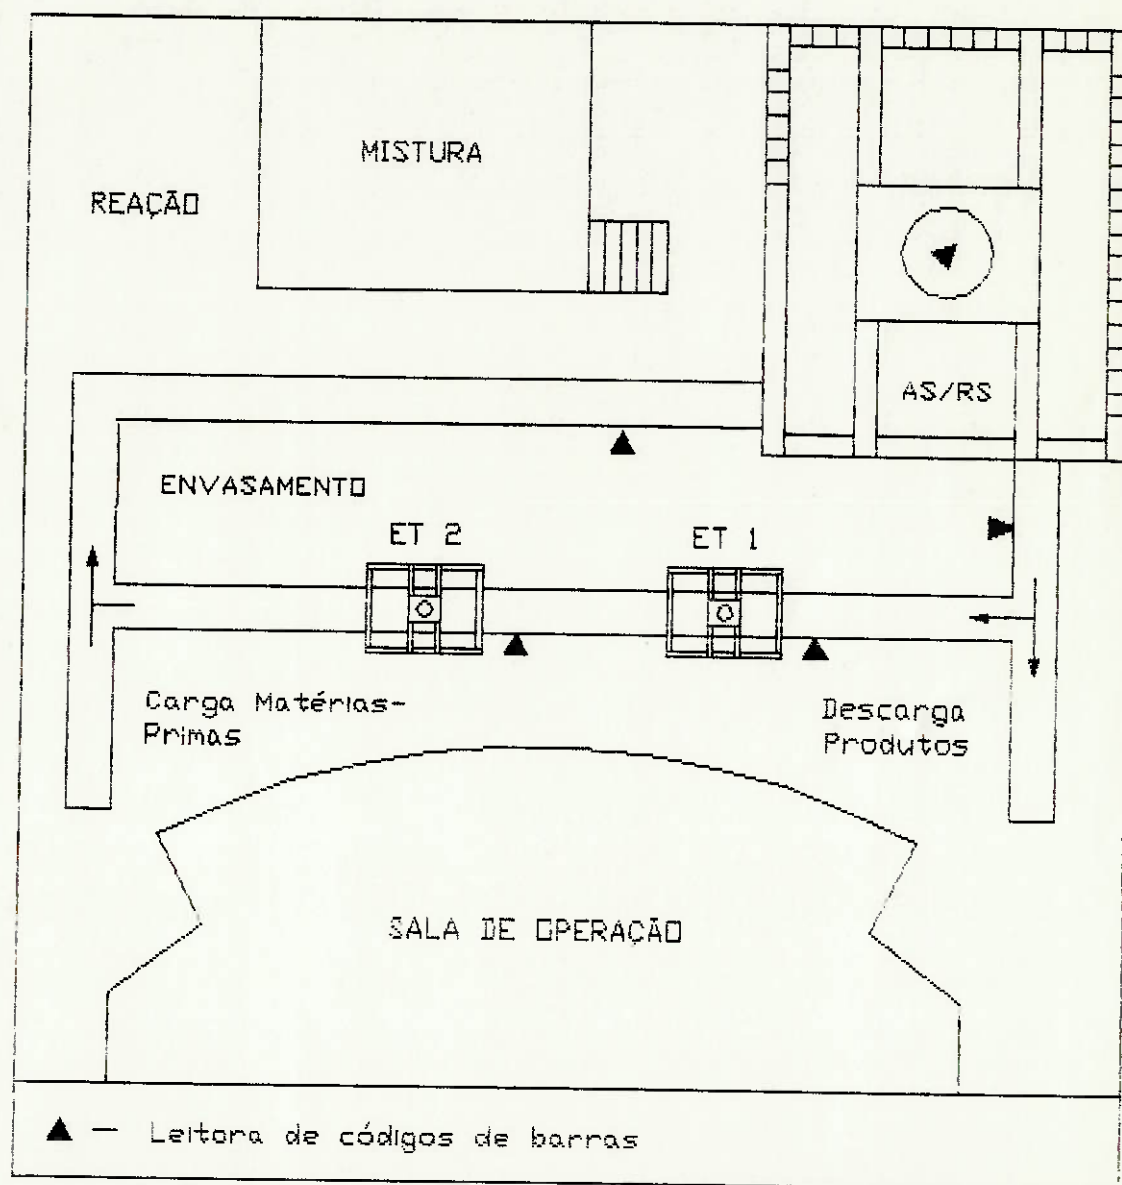 MISTURA
REAÇÃO
AS/RS
ENVASAMENTO
ET 2
ET 1
Carga Matérias-
Primas
Descarga
Produtos
SALA DE OPERAÇÃO
▲ — Leitora de códigos de barras